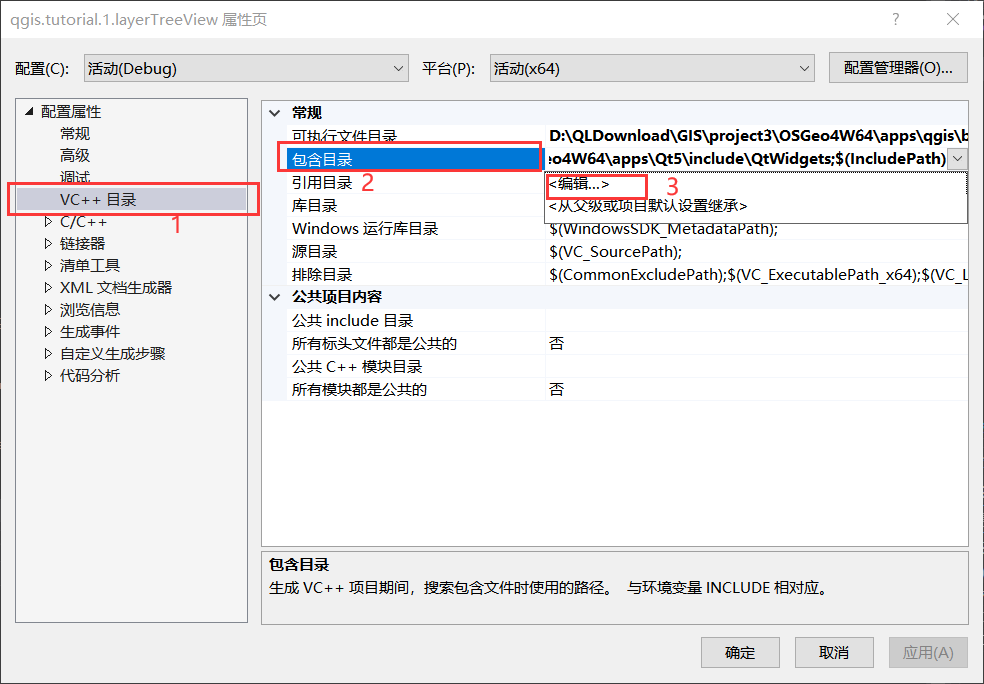 qgis.tutorial.1.layerTreeView 属性页
配置(C): 活动(Debug) 平台(P): 活动(x64) 配置管理器(O)...
配置属性
常规
高级
调试
VC++ 目录
1
C/C++
链接器
清单工具
XML 文档生成器
浏览信息
生成事件
自定义生成步骤
代码分析
常规
可执行文件目录 D:\QLDownload\GIS\project3\OSGeo4W64\apps\qgis\b
包含目录 eo4W64\apps\Qt5\include\QtWidgets;$(IncludePath)
引用目录 2 <编辑...> 3
库目录 <从父级或项目默认设置继承>
Windows 运行库目录 $(WindowsSDK_MetadataPath);
源目录 $(VC_SourcePath);
排除目录 $(CommonExcludePath);$(VC_ExecutablePath_x64);$(VC_L
公共项目内容
公共 include 目录
所有标头文件都是公共的 否
公共 C++ 模块目录
所有模块都是公共的 否
包含目录
生成 VC++ 项目期间，搜索包含文件时使用的路径。 与环境变量 INCLUDE 相对应。
确定 取消 应用(A)